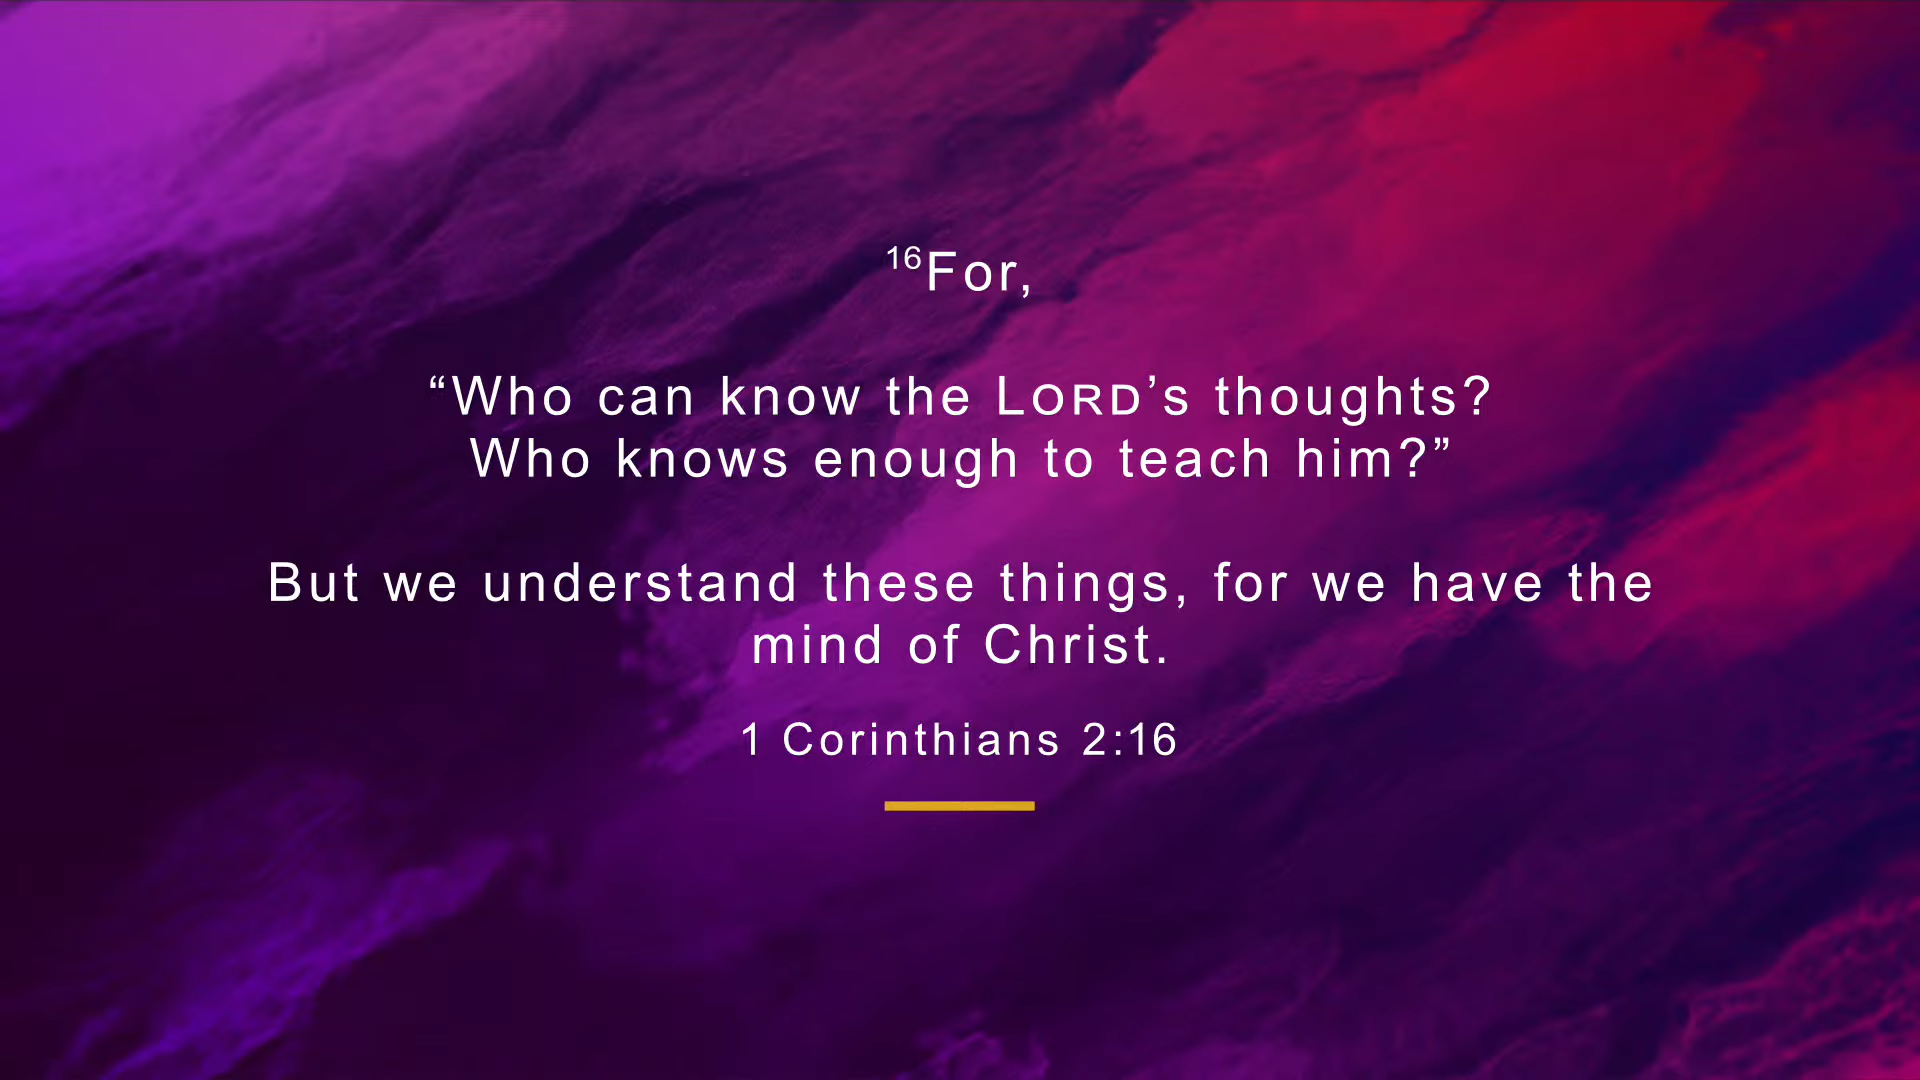 16For,
“Who can know the LORD’s thoughts?
Who knows enough to teach him?”
But we understand these things, for we have the
mind of Christ.
1 Corinthians 2:16